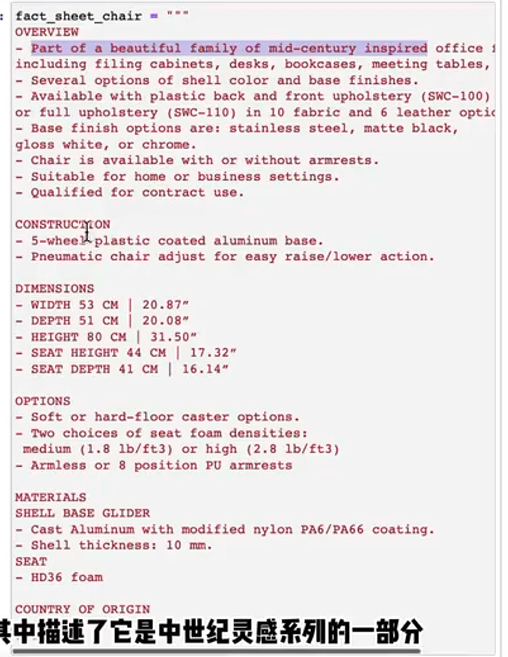 : fact_sheet_chair = """
OVERVIEW
- Part of a beautiful family of mid-century inspired office
including filing cabinets, desks, bookcases, meeting tables,
- Several options of shell color and base finishes.
- Available with plastic back and front upholstery (SWC-100)
or full upholstery (SWC-110) in 10 fabric and 6 leather
- Base finish options are: stainless steel, matte black,
gloss white, or chrome.
- Chair is available with or without armrests.
- Suitable for home or business settings.
- Qualified for contract use.
CONSTRUCTION
- 5-wheel plastic coated aluminum base.
- Pneumatic chair adjust for easy raise/lower action.
DIMENSIONS
- WIDTH 53 CM | 20.87”
- DEPTH 51 CM | 20.08”
- HEIGHT 80 CM | 31.50”
- SEAT HEIGHT 44 CM | 17.32”
- SEAT DEPTH 41 CM | 16.14”
OPTIONS
- Soft or hard-floor caster options.
- Two choices of seat foam densities:
medium (1.8 lb/ft3) or high (2.8 lb/ft3)
- Armless or 8 position PU armrests
MATERIALS
SHELL BASE GLIDER
- Cast Aluminum with modified nylon PA6/PA66 coating.
- Shell thickness: 10 mm.
SEAT
- HD36 foam
COUNTRY OF ORIGIN
其中描述了它是中世纪灵感系列的一部分